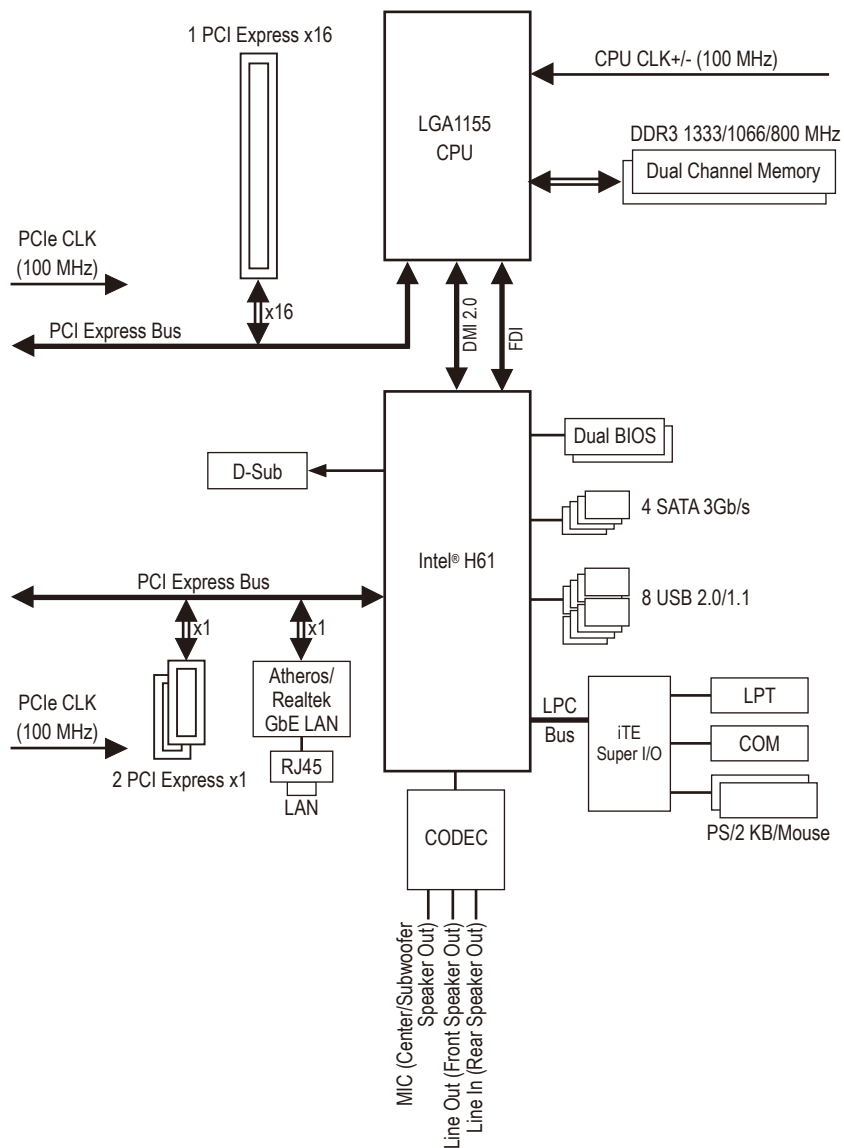 1 PCI Express x16
CPU CLK+/- (100 MHz)
LGA1155
CPU
DDR3 1333/1066/800 MHz
Dual Channel Memory
PCIe CLK
(100 MHz)
x16
PCI Express Bus
DMI 2.0
FDI
Dual BIOS
D-Sub
4 SATA 3Gb/s
Intel® H61
PCI Express Bus
8 USB 2.0/1.1
x1
x1
Atheros/
Realtek
GbE LAN
PCIe CLK
(100 MHz)
LPC
Bus
iTE
Super I/O
LPT
COM
RJ45
2 PCI Express x1
LAN
PS/2 KB/Mouse
CODEC
MIC (Center/Subwoofer
Speaker Out)
Line Out (Front Speaker Out)
Line In (Rear Speaker Out)